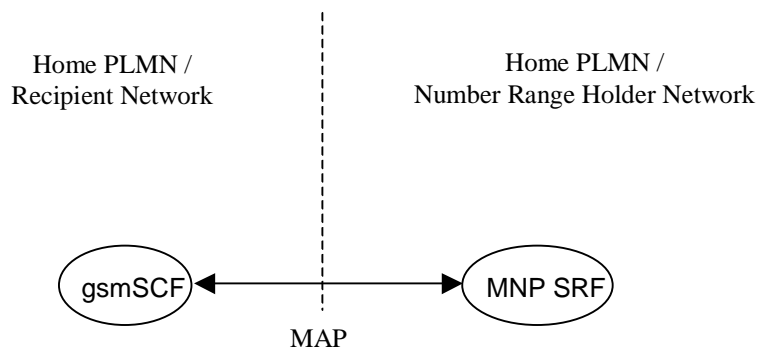 Home PLMN /
Recipient Network
Home PLMN /
Number Range Holder Network
gsmSCF
MNP SRF
MAP